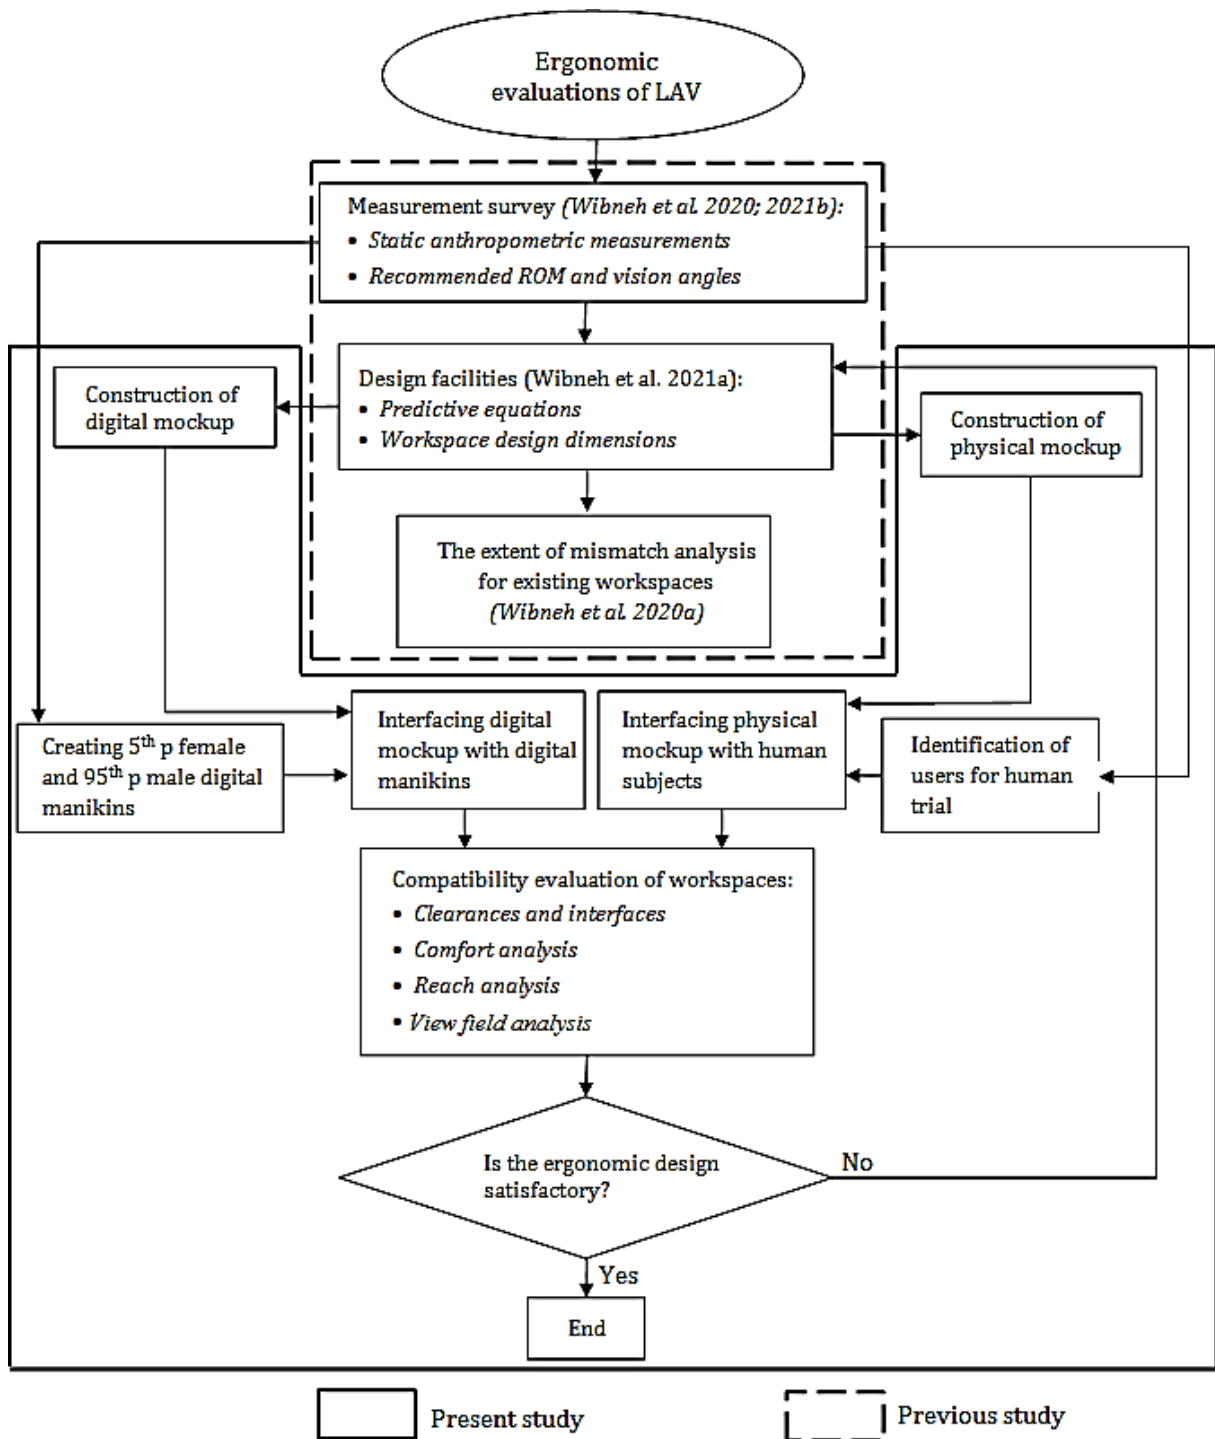 Ergonomic
evaluations of LAV
Measurement survey (Wibneh et al. 2020; 2021b):
• Static anthropometric measurements
• Recommended ROM and vision angles
Design facilities (Wibneh et al. 2021a):
• Predictive equations
• Workspace design dimensions
Construction of
digital mockup
Construction of
physical mockup
The extent of mismatch analysis
for existing workspaces
(Wibneh et al. 2020a)
Creating 5th p female
and 95th p male digital
manikins
Interfacing digital
mockup with digital
manikins
Interfacing physical
mockup with human
subjects
Identification of
users for human
trial
Compatibility evaluation of workspaces:
• Clearances and interfaces
• Comfort analysis
• Reach analysis
• View field analysis
Is the ergonomic design
satisfactory?
No
Yes
End
Present study
Previous study